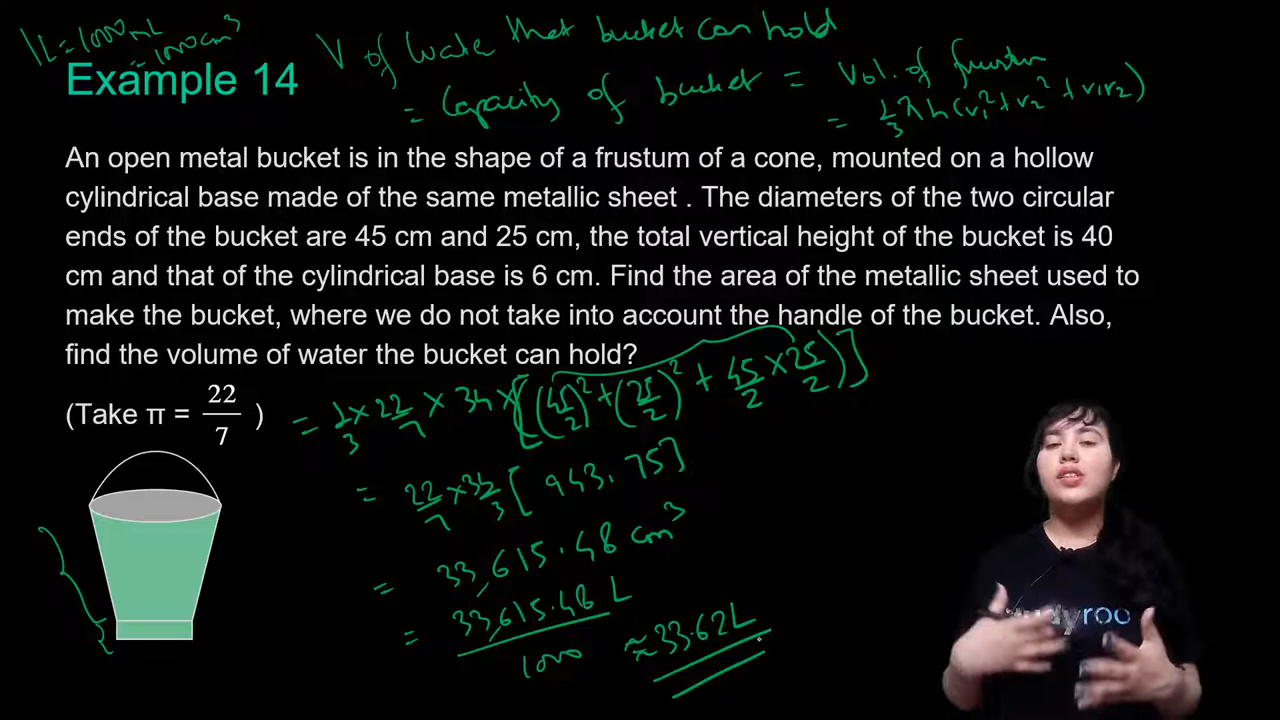 1L = 1000mL
= 1000cm³
V of Water that bucket can hold
= Capacity of bucket = Vol. of frustum
= 1/3 π h (r₁² + r₂² + r₁r₂)
Example 14
An open metal bucket is in the shape of a frustum of a cone, mounted on a hollow
cylindrical base made of the same metallic sheet . The diameters of the two circular
ends of the bucket are 45 cm and 25 cm, the total vertical height of the bucket is 40
cm and that of the cylindrical base is 6 cm. Find the area of the metallic sheet used to
make the bucket, where we do not take into account the handle of the bucket. Also,
find the volume of water the bucket can hold?
(Take π = 22/7 )
= 1/3 × 22/7 × 34 × [(45/2)² + (25/2)² + 45/2 × 25/2)]
= 22/7 × 34/3 [943.75]
= 33,615.48 cm³
= 33,615.48/1000 L ≈ 33.62L